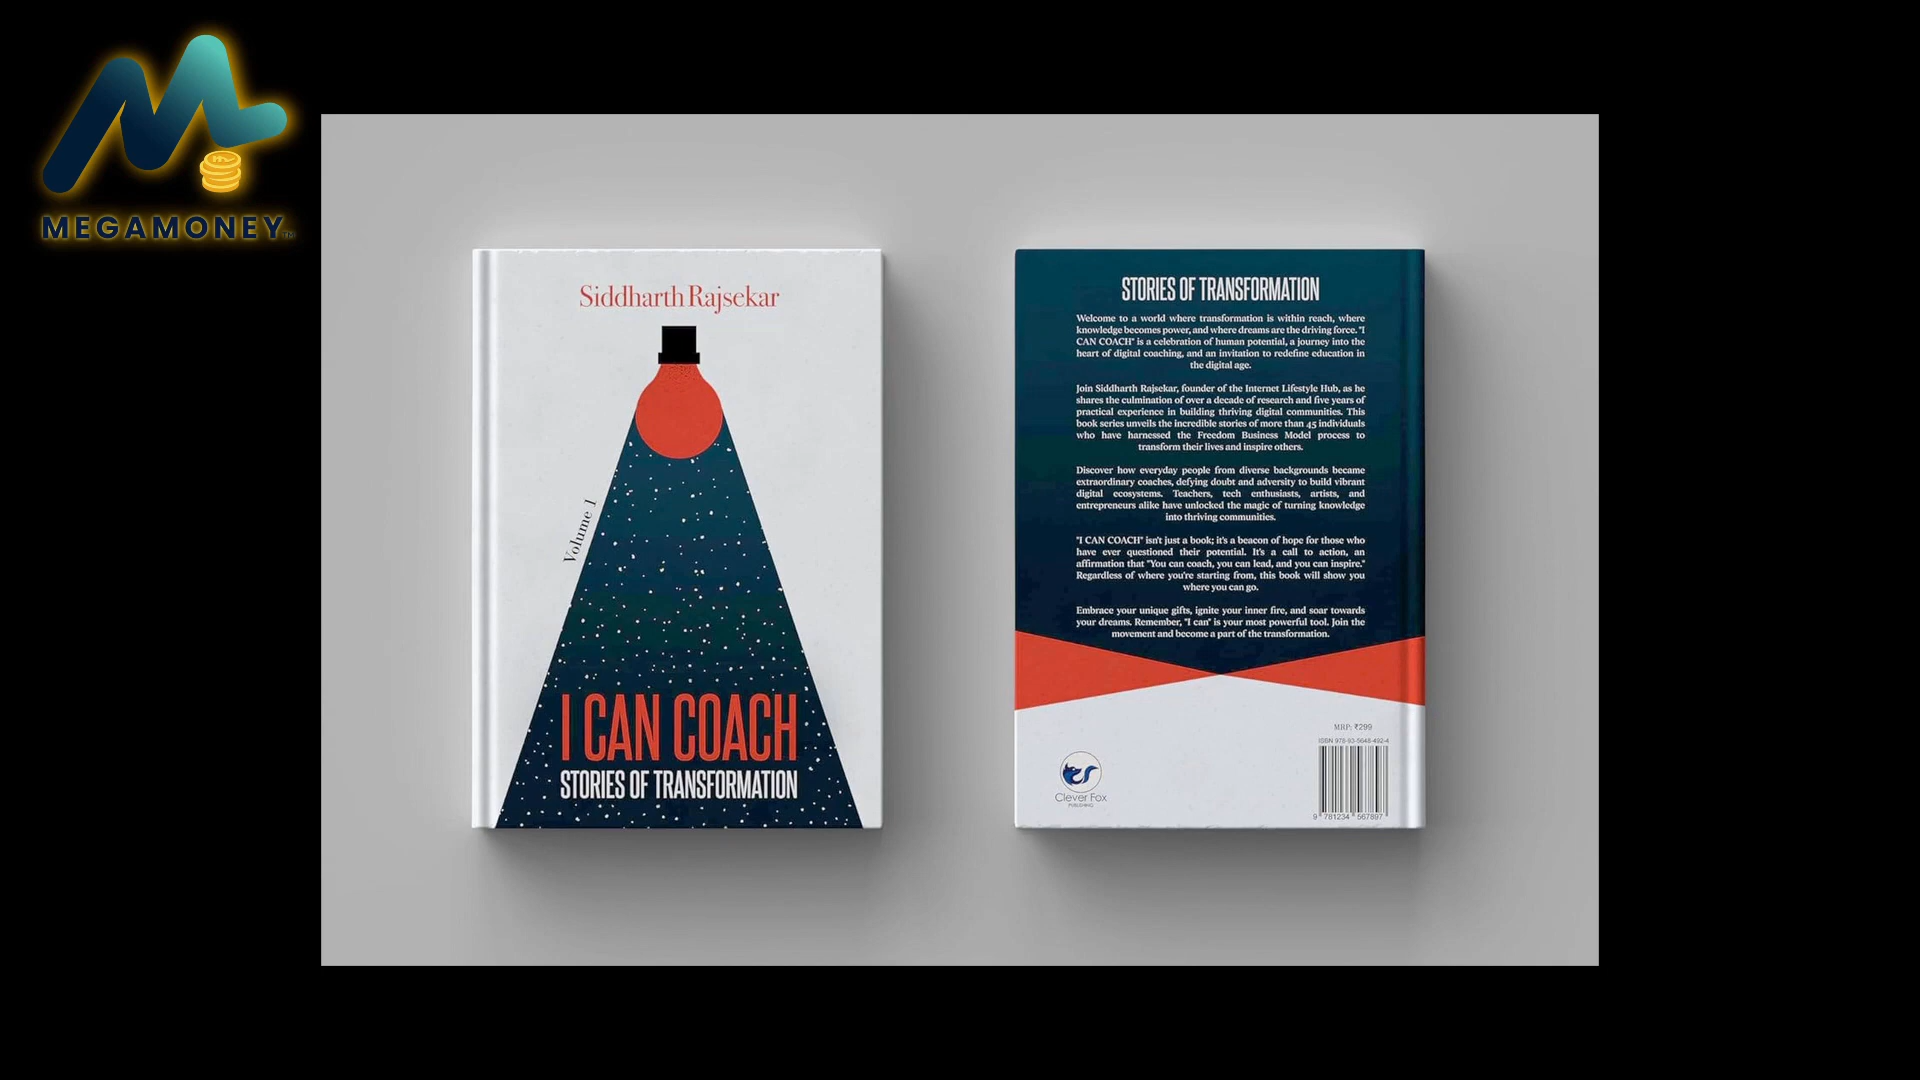 MEGAMONEY™
Siddharth Rajsekar
Volume 1
I CAN COACH
STORIES OF TRANSFORMATION
STORIES OF TRANSFORMATION
Welcome to a world where transformation is within reach, where
knowledge becomes power, and where dreams are the driving force. "I
CAN COACH" is a celebration of human potential, a journey into the
heart of digital coaching, and an invitation to redefine education in
the digital age.
Join Siddharth Rajsekar, founder of the Internet Lifestyle Hub, as he
shares the culmination of over a decade of research and five years of
practical experience in building thriving digital communities. This
book series unveils the incredible stories of more than 45 individuals
who have harnessed the Freedom Business Model process to
transform their lives and inspire others.
Discover how everyday people from diverse backgrounds became
extraordinary coaches, defying doubt and adversity to build vibrant
digital ecosystems. Teachers, tech enthusiasts, artists, and
entrepreneurs alike have unlocked the magic of turning knowledge
into thriving communities.
"I CAN COACH" isn't just a book; it's a beacon of hope for those who
have ever questioned their potential. It's a call to action, an
affirmation that "You can coach, you can lead, and you can inspire."
Regardless of where you're starting from, this book will show you
where you can go.
Embrace your unique gifts, ignite your inner fire, and soar towards
your dreams. Remember, "I can" is your most powerful tool. Join the
movement and become a part of the transformation.
MRP: ₹299
ISBN 978-93-5648-492-4
9 781234 567897
Clever Fox
PUBLISHING